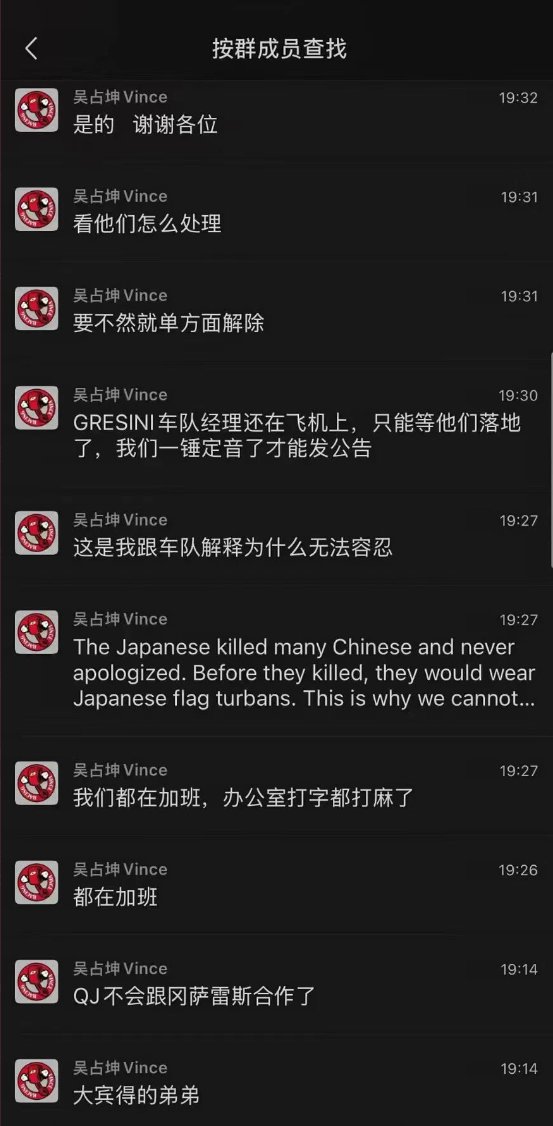 按群成员查找
吴占坤Vince
19:32
是的 谢谢各位
吴占坤Vince
19:31
看他们怎么处理
吴占坤Vince
19:31
要不然就单方面解除
吴占坤Vince
19:30
GRESINI车队经理还在飞机上，只能等他们落地
了，我们一锤定音了才能发公告
吴占坤Vince
19:27
这是我跟车队解释为什么无法容忍
吴占坤Vince
19:27
The Japanese killed many Chinese and never
apologized. Before they killed, they would wear
Japanese flag turbans. This is why we cannot...
吴占坤Vince
19:27
我们都在加班，办公室打字都打麻了
吴占坤Vince
19:26
都在加班
吴占坤Vince
19:14
QJ不会跟冈萨雷斯合作了
吴占坤Vince
19:14
大宾得的弟弟